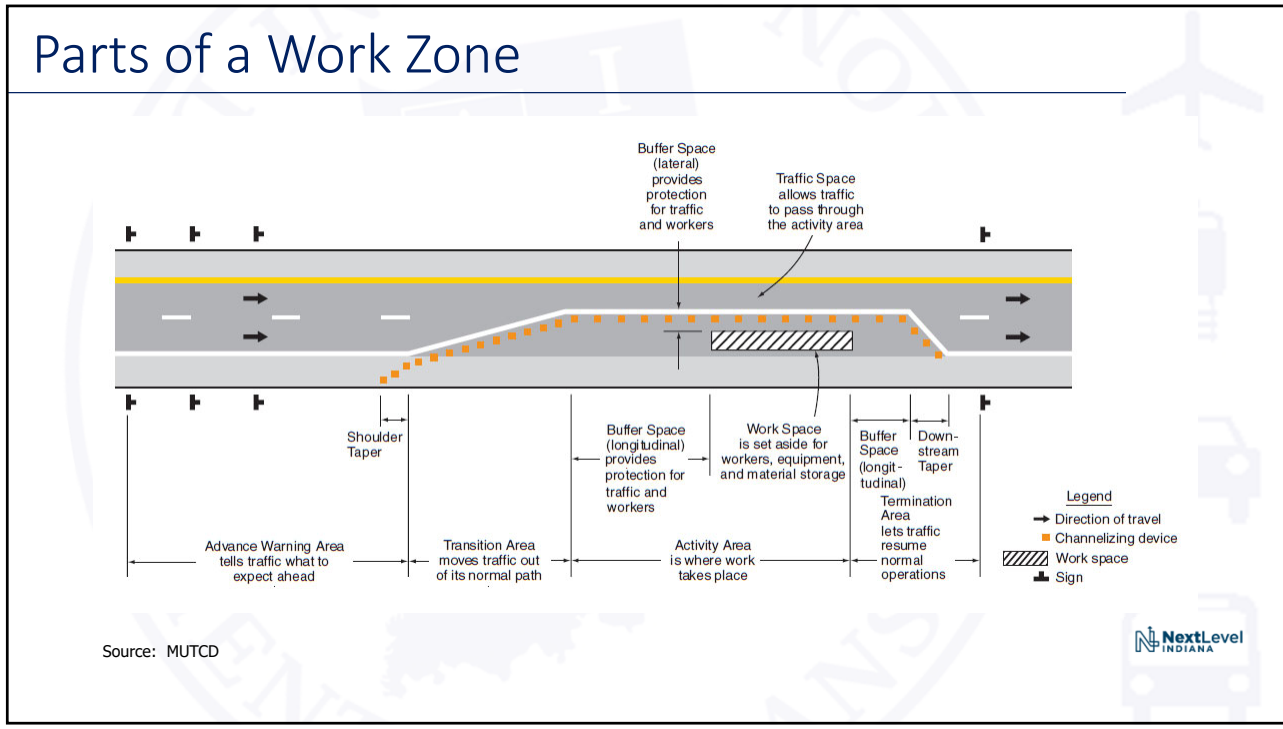 Parts of a Work Zone
Buffer Space
(lateral)
provides
protection
for traffic
and workers
Traffic Space
allows traffic
to pass through
the activity area
Shoulder
Taper
Buffer Space
(longitudinal)
provides
protection for
traffic and
workers
Work Space
is set aside for
workers, equipment,
and material storage
Buffer
Space
(longit-
tudinal)
Down-
stream
Taper
Advance Warning Area
tells traffic what to
expect ahead
Transition Area
moves traffic out
of its normal path
Activity Area
is where work
takes place
Termination
Area
lets traffic
resume
normal
operations
Legend
Direction of travel
Channelizing device
Work space
Sign
Source: MUTCD
NextLevel
INDIANA